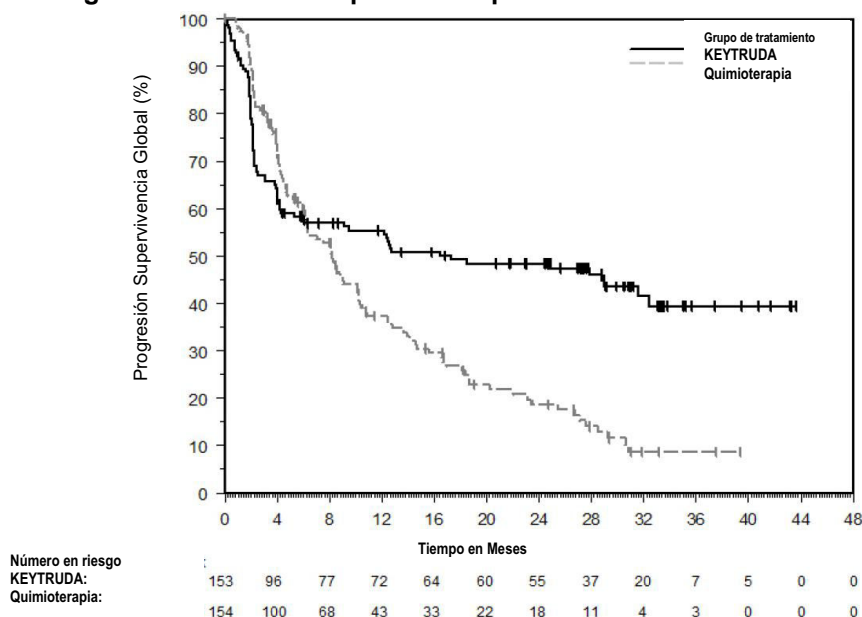 Grupo de tratamiento
KEYTRUDA
Quimioterapia
Progresión Supervivencia Global (%)
100
90
80
70
60
50
40
30
20
10
0
0 4 8 12 16 20 24 28 32 36 40 44 48
Tiempo en Meses
Número en riesgo
KEYTRUDA: 153 96 77 72 64 60 55 37 20 7 5 0 0
Quimioterapia: 154 100 68 43 33 22 18 11 4 3 0 0 0